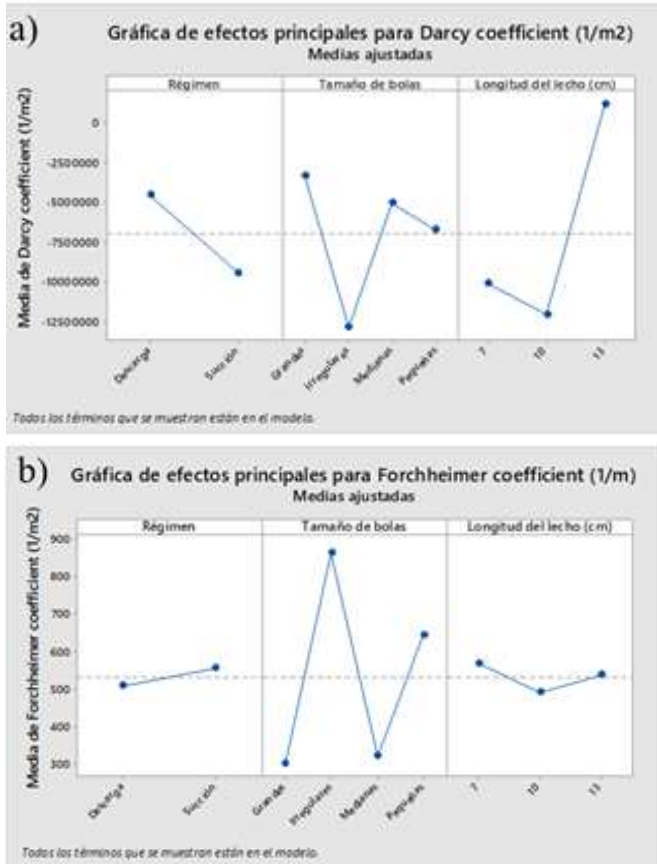 a)
Gráfica de efectos principales para Darcy coefficient (1/m2)
Medias ajustadas
Régimen Tamaño de bolas Longitud del lecho (cm)
Media de Darcy coefficient (1/m2)
0
-2500000
-5000000
-7500000
-10000000
-12500000
Descarga Succión Grandes Irregulares Medianas Pequeñas 7 10 13
Todos los términos que se muestran están en el modelo.
b)
Gráfica de efectos principales para Forchheimer coefficient (1/m)
Medias ajustadas
Régimen Tamaño de bolas Longitud del lecho (cm)
Media de Forchheimer coefficient (1/m2)
900
800
700
600
500
400
300
Descarga Succión Grandes Irregulares Medianas Pequeñas 7 10 13
Todos los términos que se muestran están en el modelo.